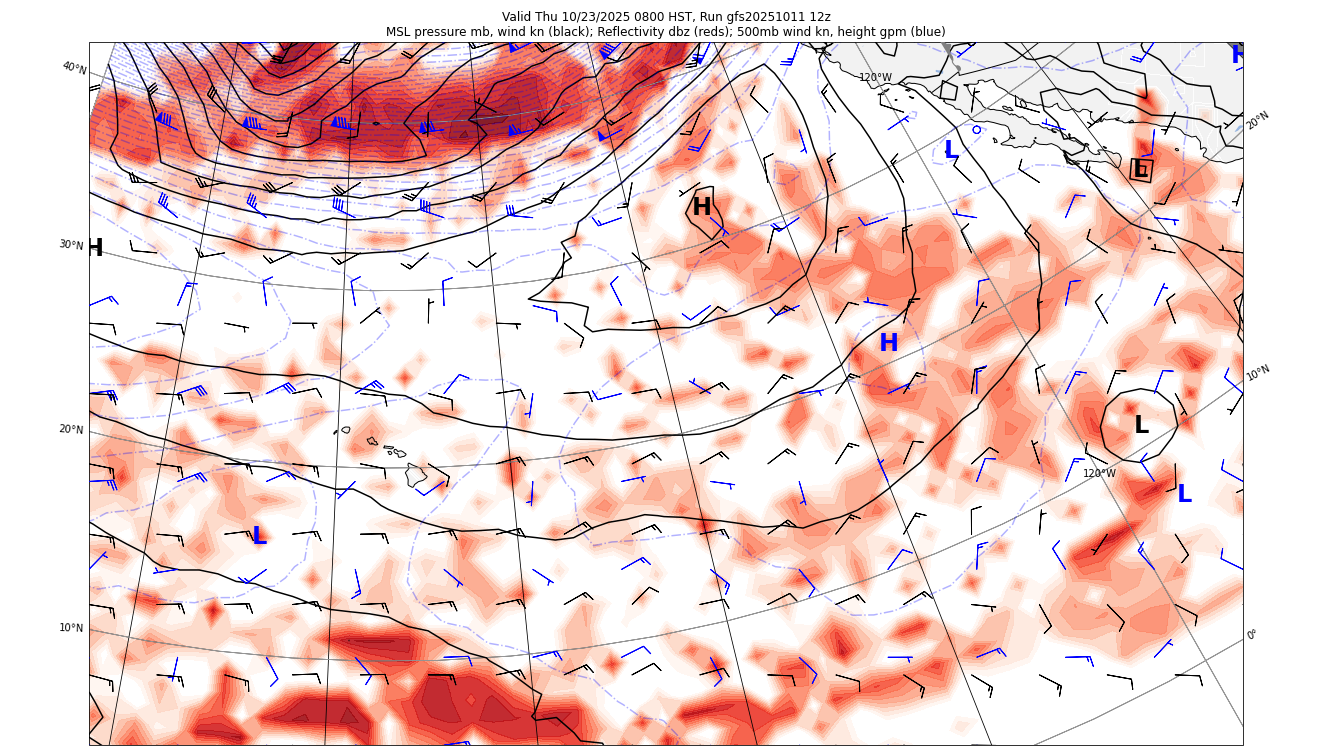 Valid Thu 10/23/2025 0800 HST, Run gfs20251011 12z
MSL pressure mb, wind kn (black); Reflectivity dbz (reds); 500mb wind kn, height gpm (blue)
H
40°N
120°W
20°N
L
L
H
30°N
H
H
10°N
20°N
L
120°W
L
L
10°N
0°